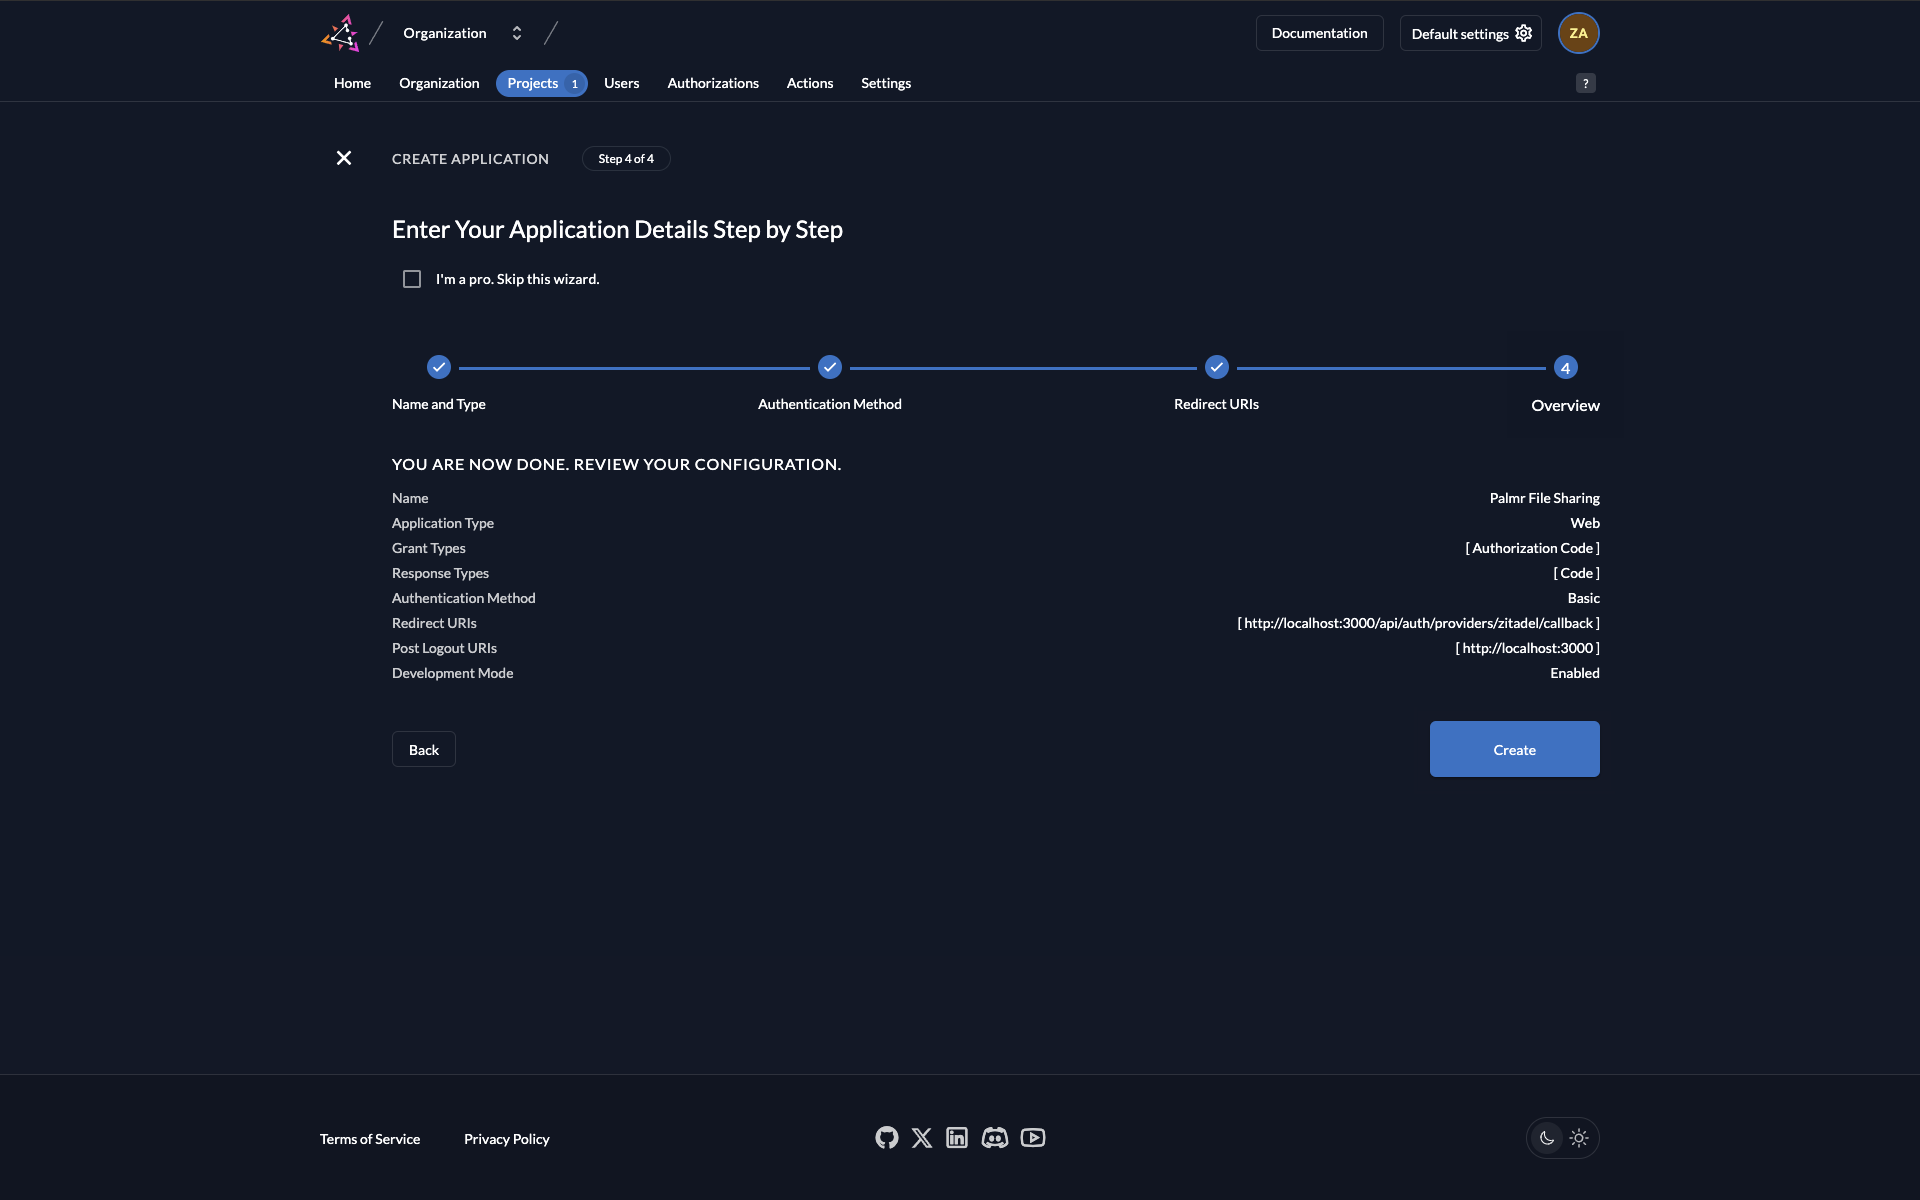 Organization
Documentation
Default settings
ZA
Home
Organization
Projects 1
Users
Authorizations
Actions
Settings
?
CREATE APPLICATION
Step 4 of 4
Enter Your Application Details Step by Step
I'm a pro. Skip this wizard.
4
Name and Type
Authentication Method
Redirect URIs
Overview
YOU ARE NOW DONE. REVIEW YOUR CONFIGURATION.
Name Palmr File Sharing
Application Type Web
Grant Types [ Authorization Code ]
Response Types [ Code ]
Authentication Method Basic
Redirect URIs [ http://localhost:3000/api/auth/providers/zitadel/callback ]
Post Logout URIs [ http://localhost:3000 ]
Development Mode Enabled
Back
Create
Terms of Service
Privacy Policy